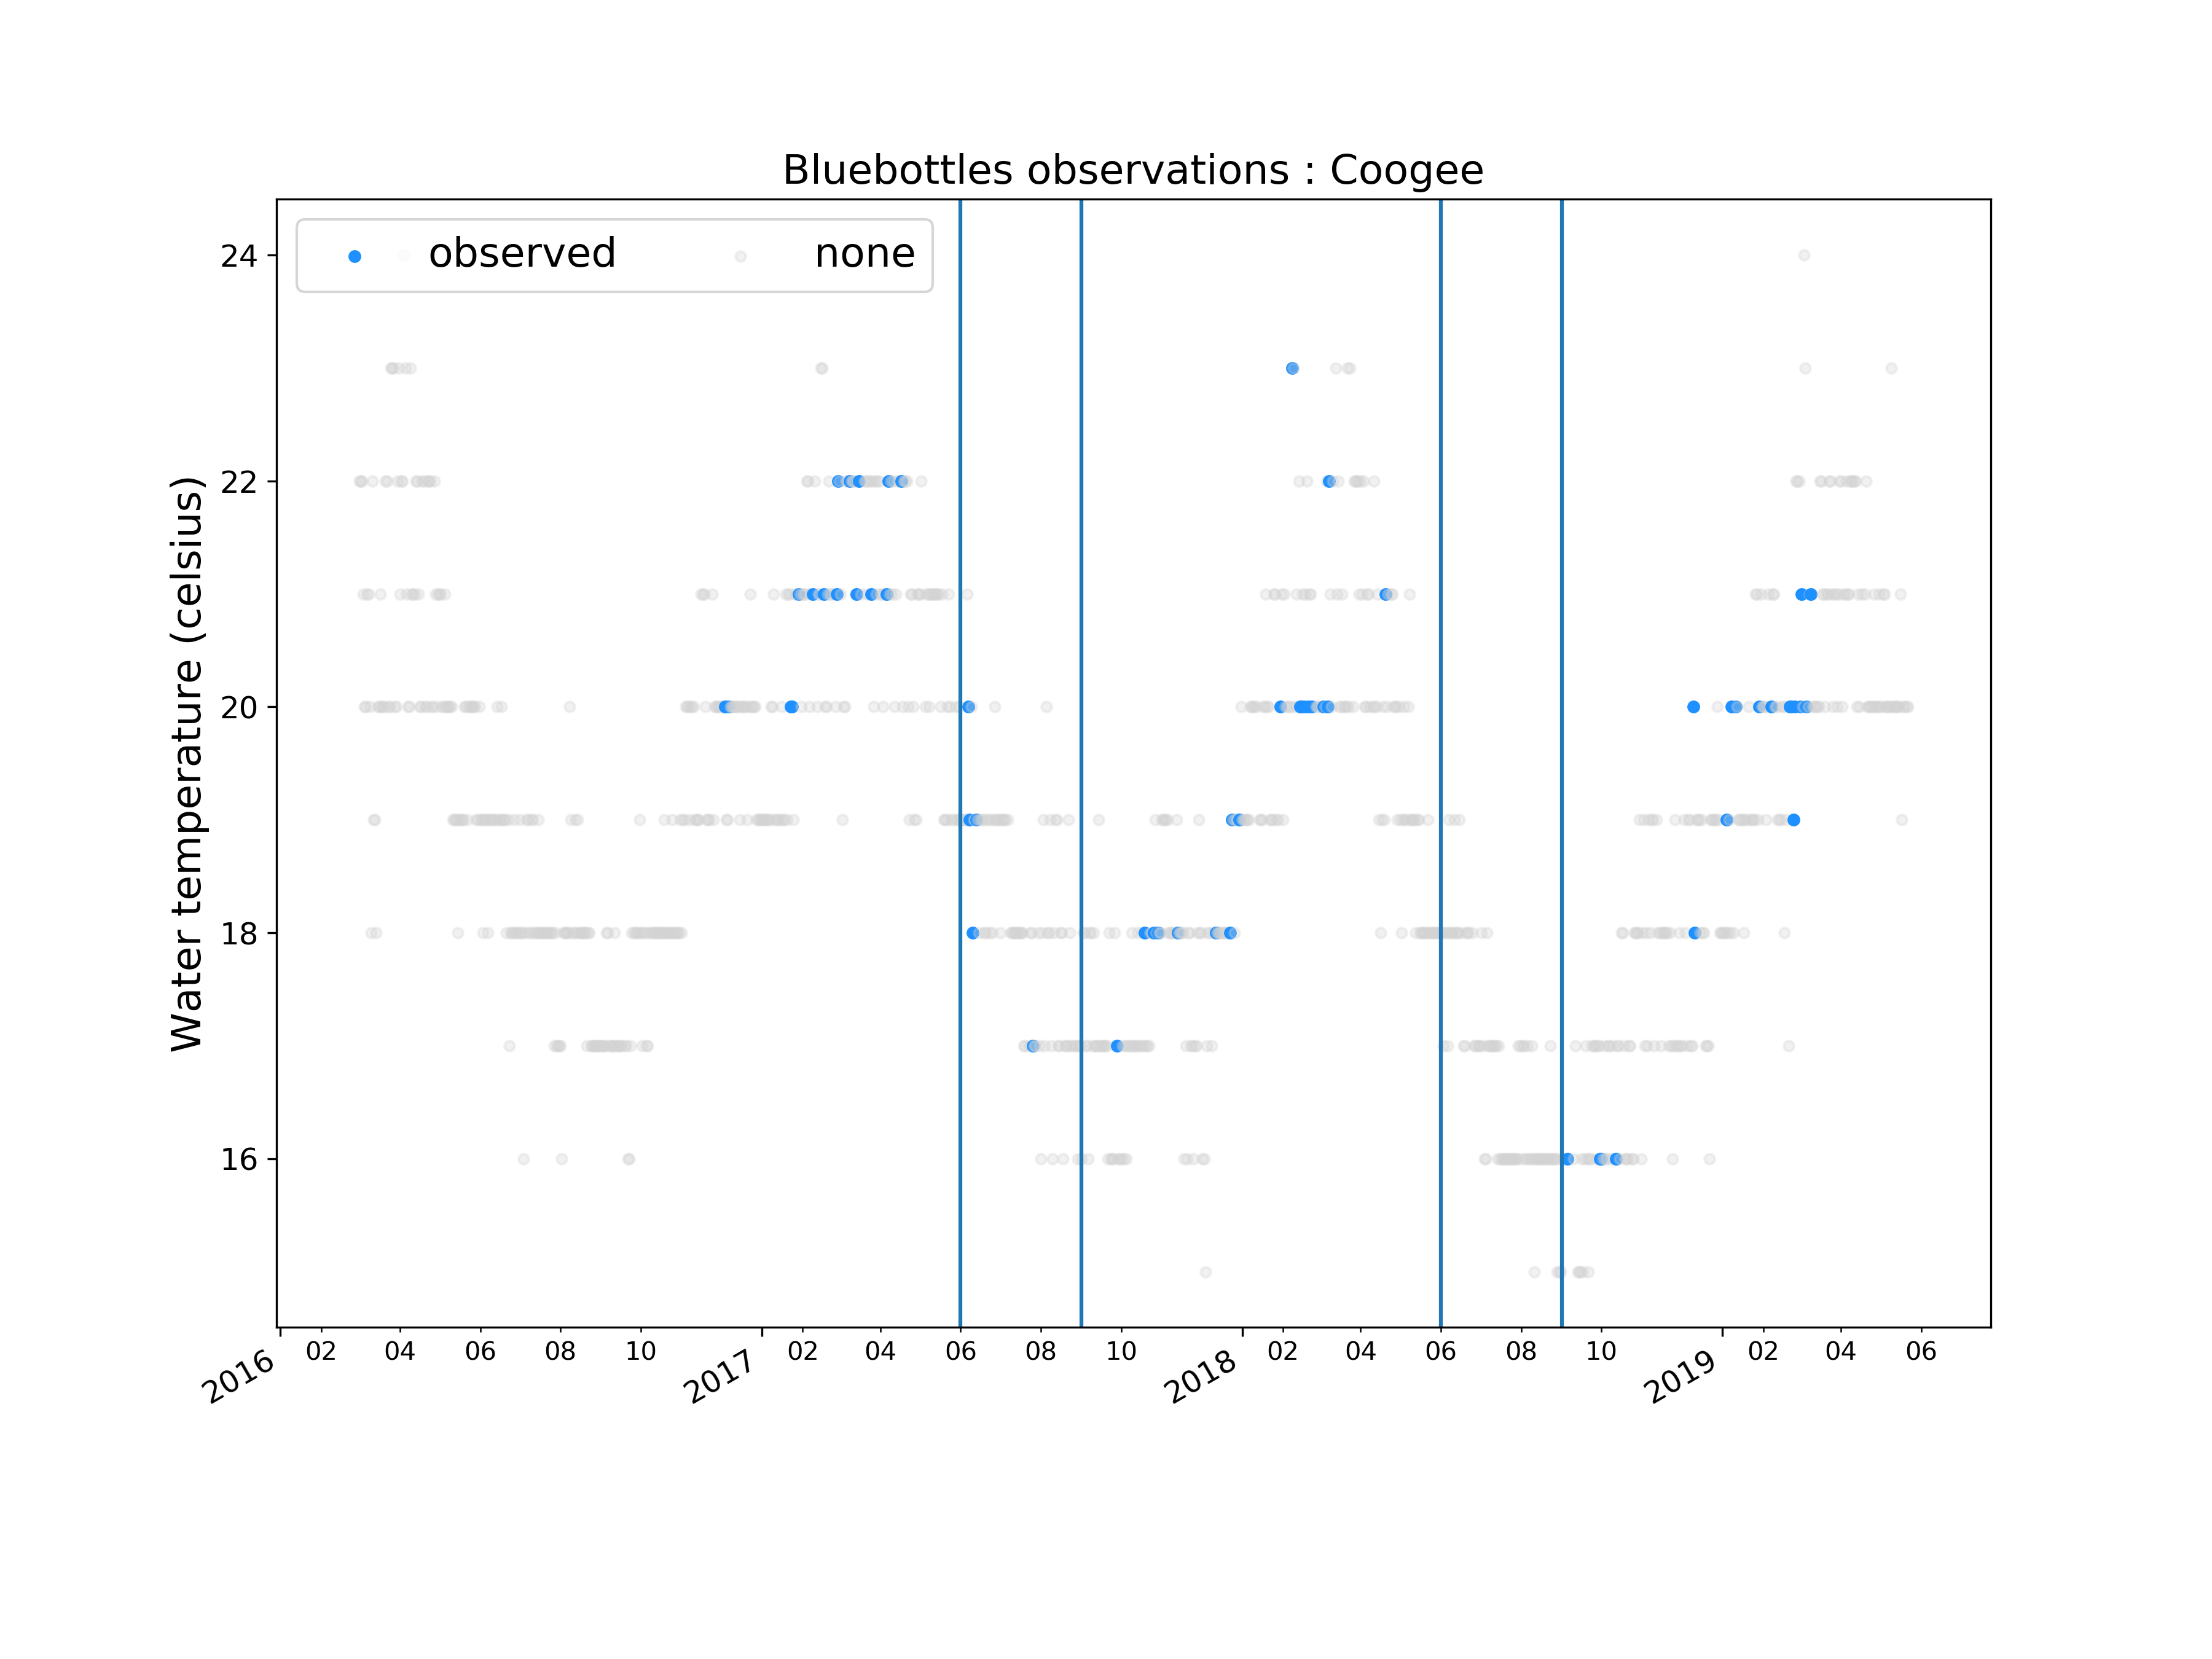 Bluebottles observations : Coogee
observed none
Water temperature (celsius)
24
22
20
18
16
02 04 06 08 10 02 04 06 08 10 02 04 06 08 10 02 04 06
2016 2017 2018 2019